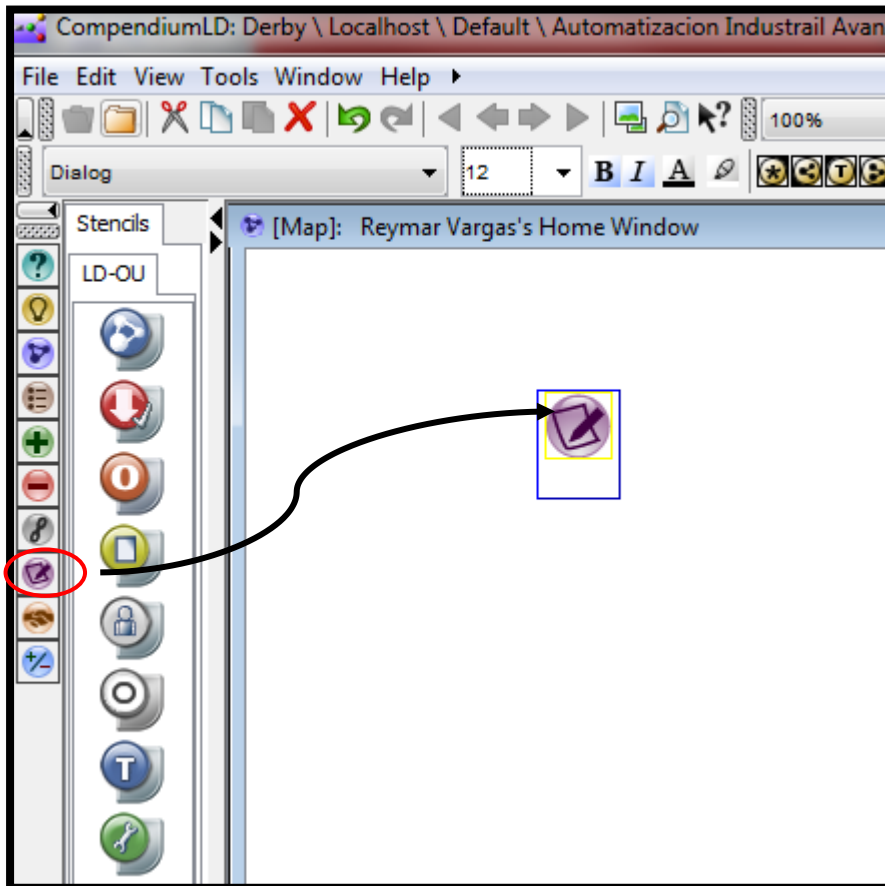 CompendiumLD: Derby \ Localhost \ Default \ Automatizacion Industrail Avan
File Edit View Tools Window Help
100%
Dialog 12 B I A
Stencils
[Map]: Reymar Vargas's Home Window
LD-OU